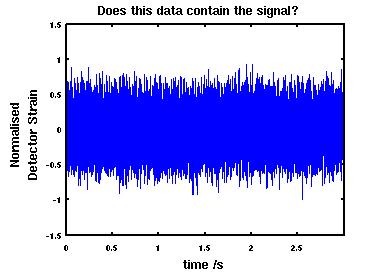 Does this data contain the signal?
Normalised
Detector Strain
1.5
1
0.5
0
-0.5
-1
-1.5
0 0.5 1 1.5 2 2.5
time /s